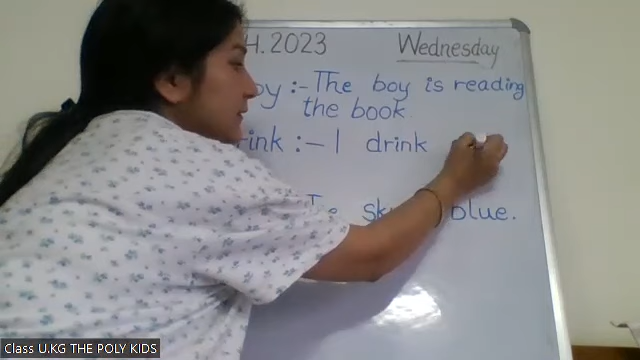 H.2023 Wednesday
oy :- The boy is reading
the book
rink :- I drink
sk blue.
Class U.KG THE POLY KIDS